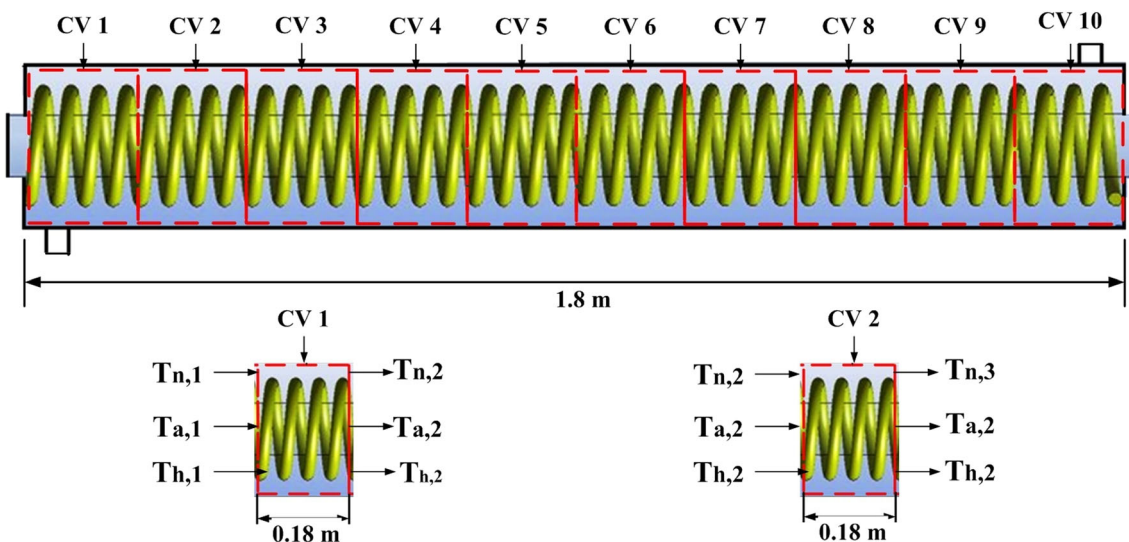 CV 1 CV 2 CV 3 CV 4 CV 5 CV 6 CV 7 CV 8 CV 9 CV 10
1.8 m
CV 1 CV 2
Tn,1 Tn,2 Tn,2 Tn,3
Ta,1 Ta,2 Ta,2 Ta,2
Th,1 Th,2 Th,2 Th,2
0.18 m 0.18 m